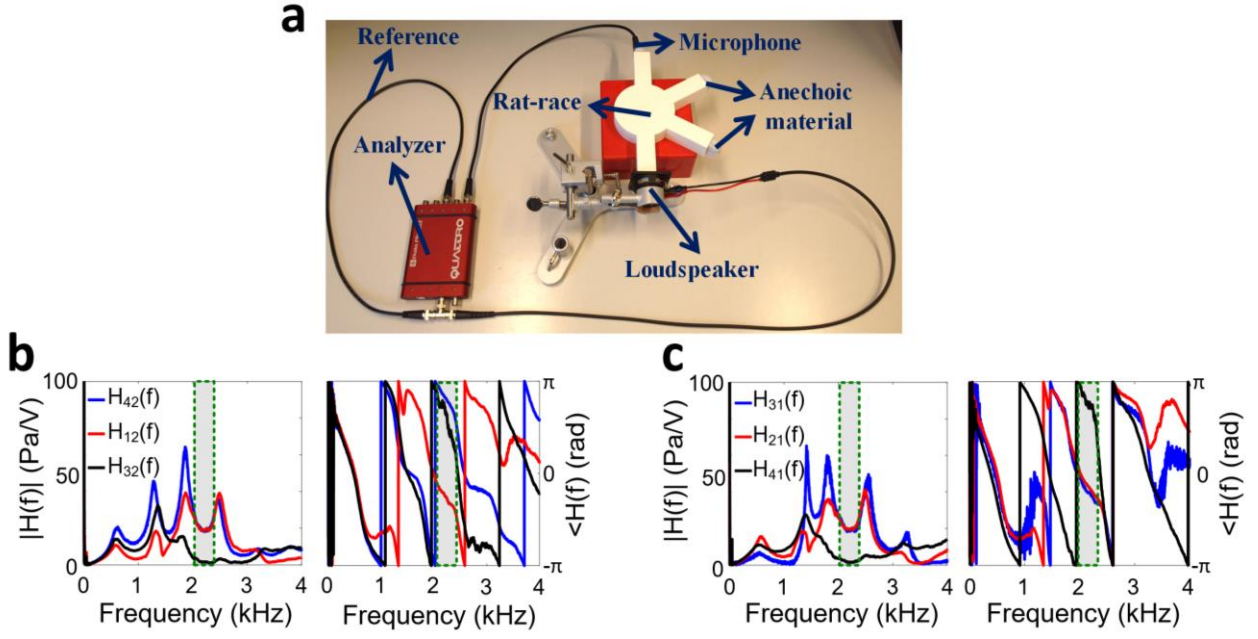 a
Reference
Microphone
Rat-race
Anechoic
material
Analyzer
QUATTRO
Loudspeaker
b
|H(f)| (Pa/V)
100
50
0
H₄₂(f)
H₁₂(f)
H₃₂(f)
0 1 2 3 4
Frequency (kHz)
π
0
-π
<H(f) (rad)
0 1 2 3 4
Frequency (kHz)
c
|H(f)| (Pa/V)
100
50
0
H₃₁(f)
H₂₁(f)
H₄₁(f)
0 1 2 3 4
Frequency (kHz)
π
0
-π
<H(f) (rad)
0 1 2 3 4
Frequency (kHz)